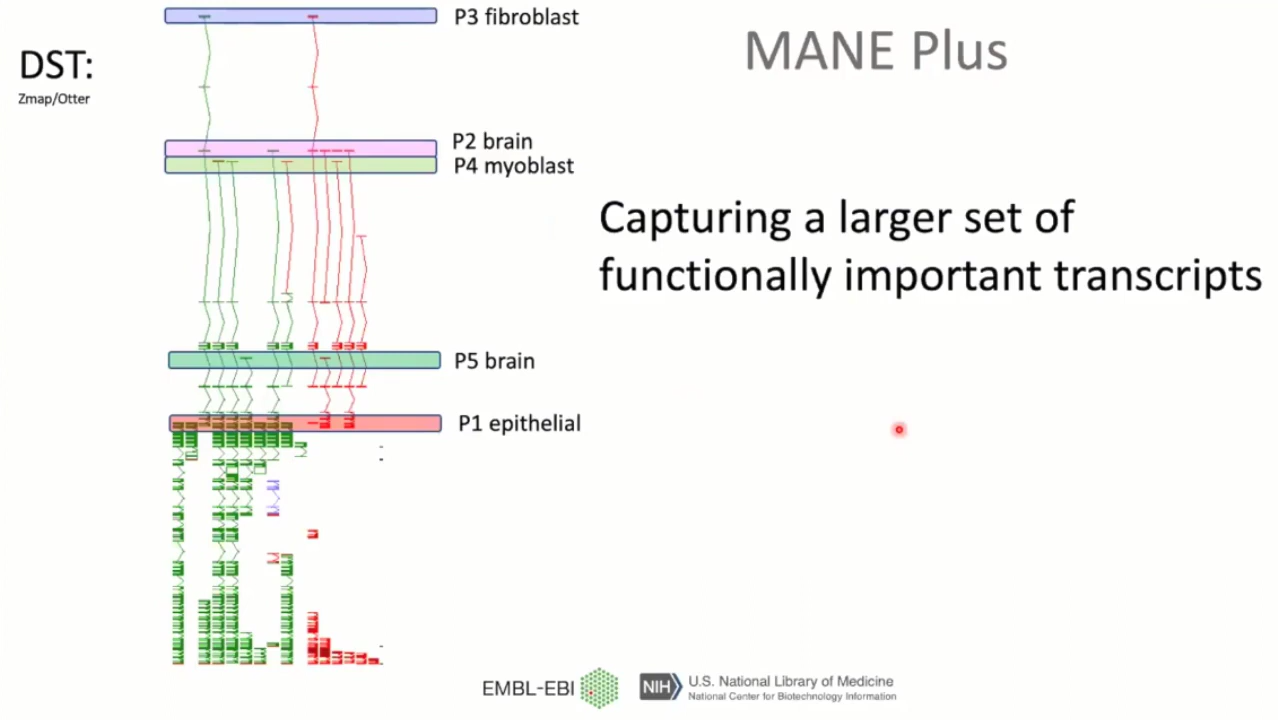 P3 fibroblast
MANE Plus
DST:
Zmap/Otter
P2 brain
P4 myoblast
Capturing a larger set of
functionally important transcripts
P5 brain
P1 epithelial
EMBL-EBI
NIH
U.S. National Library of Medicine
National Center for Biotechnology Information